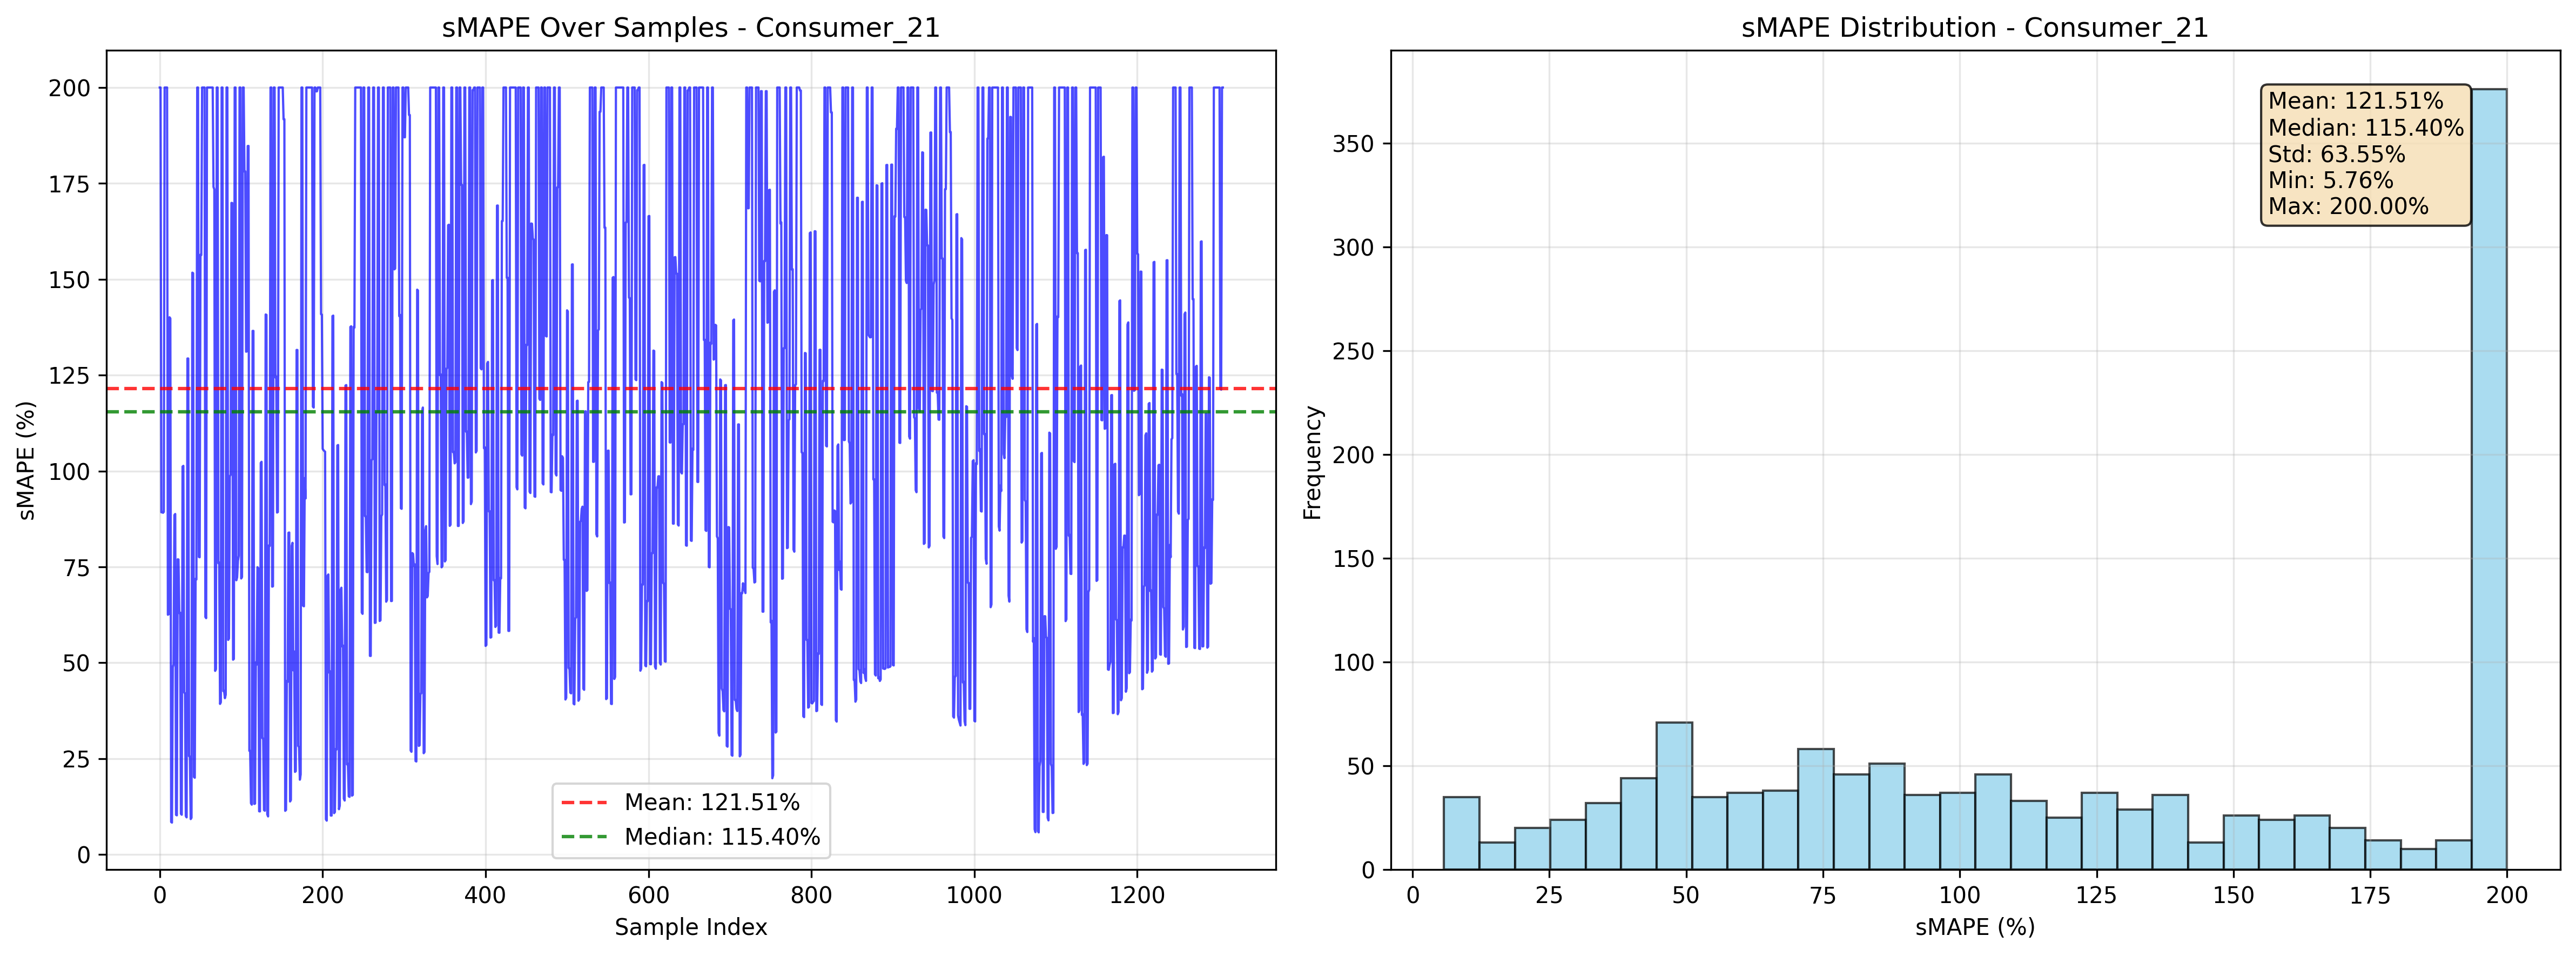 sMAPE Over Samples - Consumer_21
200
175
150
125
100
75
50
25
0
sMAPE (%)
Mean: 121.51%
Median: 115.40%
0 200 400 600 800 1000 1200
Sample Index
sMAPE Distribution - Consumer_21
Mean: 121.51%
Median: 115.40%
Std: 63.55%
Min: 5.76%
Max: 200.00%
350
300
250
200
150
100
50
0
Frequency
0 25 50 75 100 125 150 175 200
sMAPE (%)